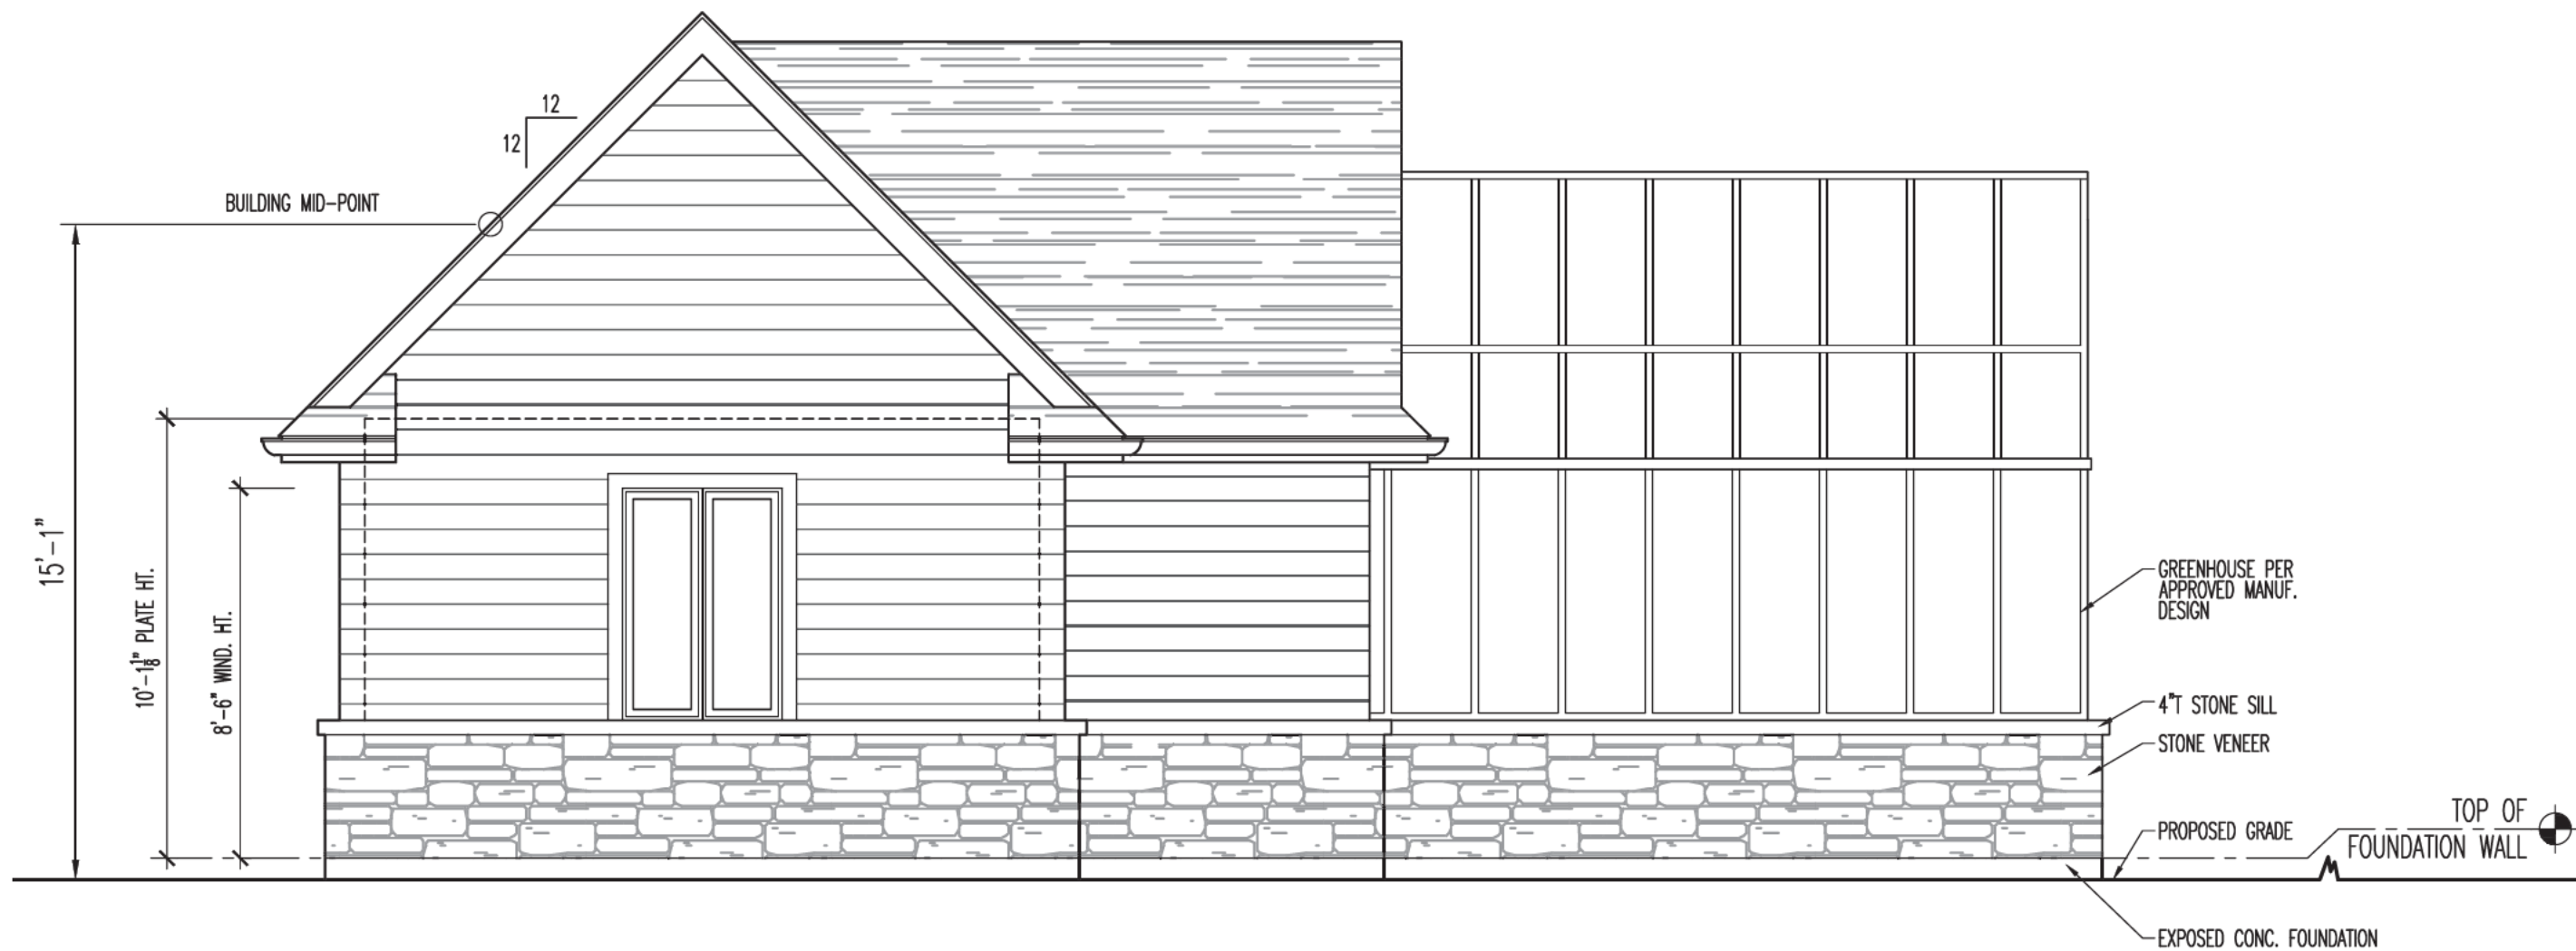 12
12
BUILDING MID-POINT
15'-1"
10'-1⅛" PLATE HT.
8'-6" WIND. HT.
GREENHOUSE PER
APPROVED MANUF.
DESIGN
4"T STONE SILL
STONE VENEER
PROPOSED GRADE
TOP OF
FOUNDATION WALL
EXPOSED CONC. FOUNDATION